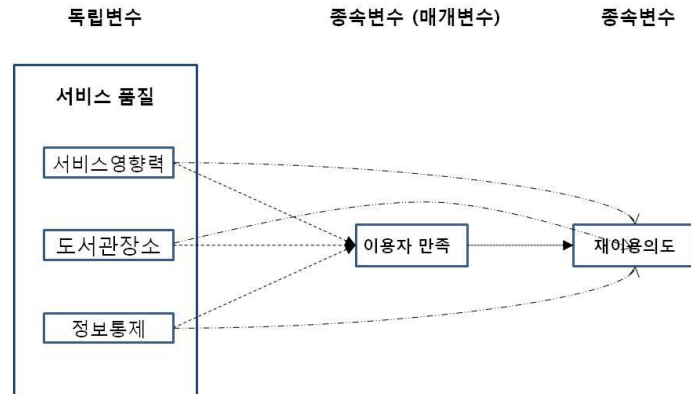 독립변수 종속변수 (매개변수) 종속변수
서비스 품질
서비스영향력
도서관장소 이용자 만족 재이용의도
정보통제